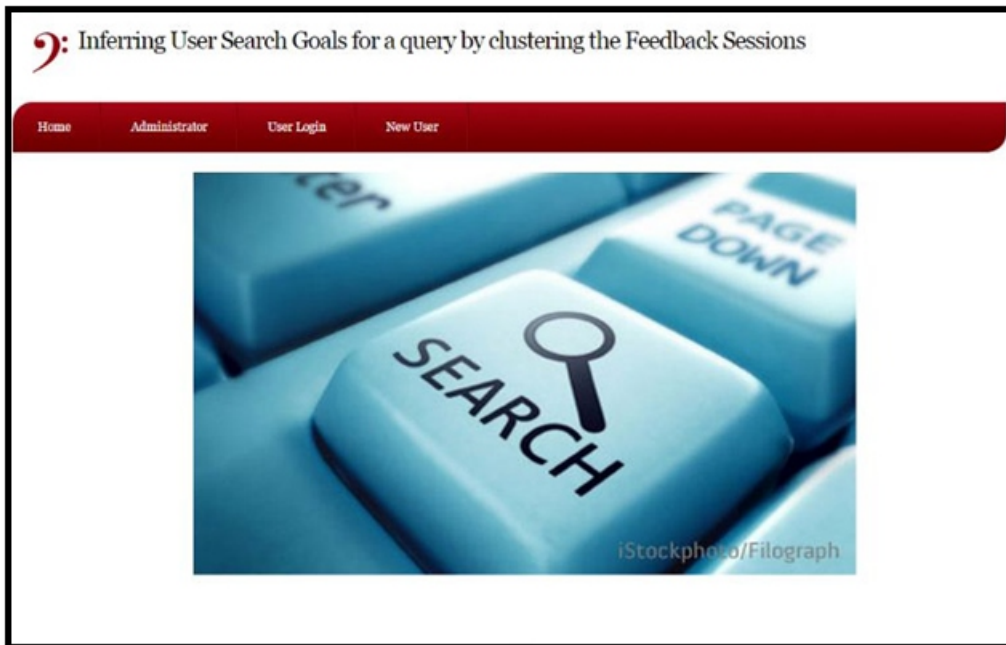 Inferring User Search Goals for a query by clustering the Feedback Sessions
Home Administrator User Login New User
PAGE
DOWN
SEARCH
iStockphoto/Filograph